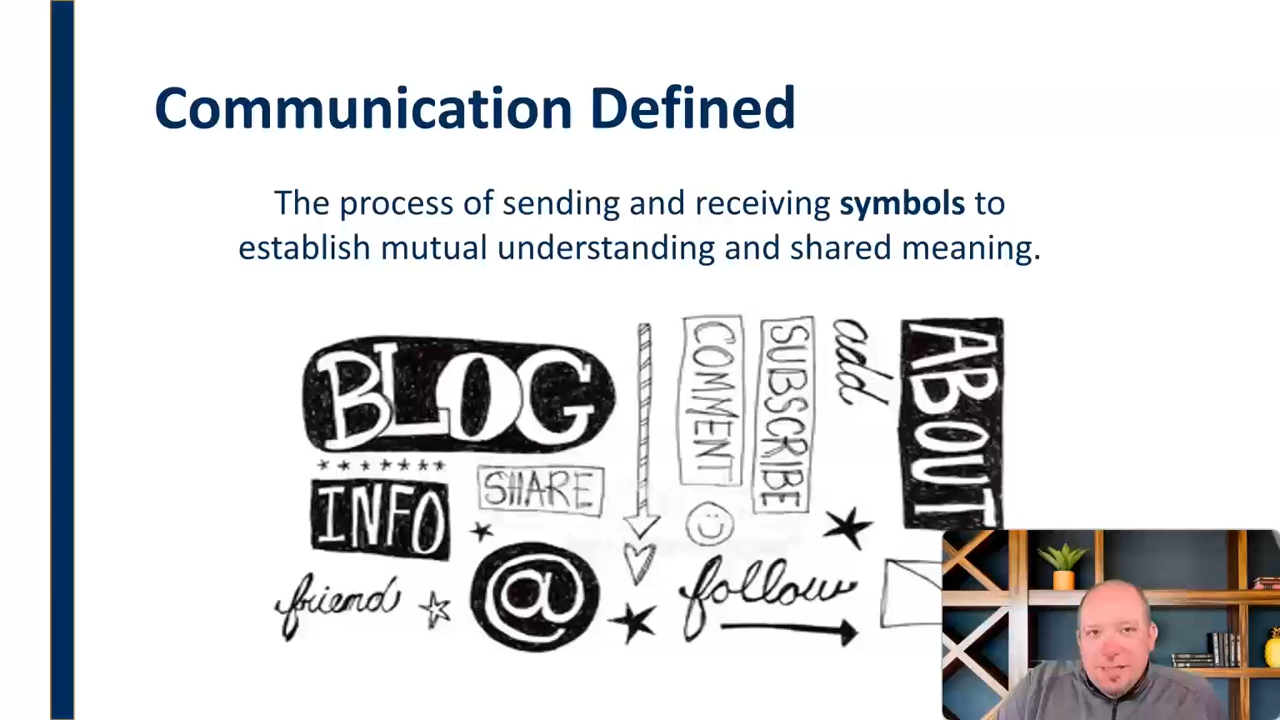 Communication Defined
The process of sending and receiving symbols to
establish mutual understanding and shared meaning.
BLOG
COMMENT
SUBSCRIBE
add
ABOUT
INFO
SHARE
friend
@
follow